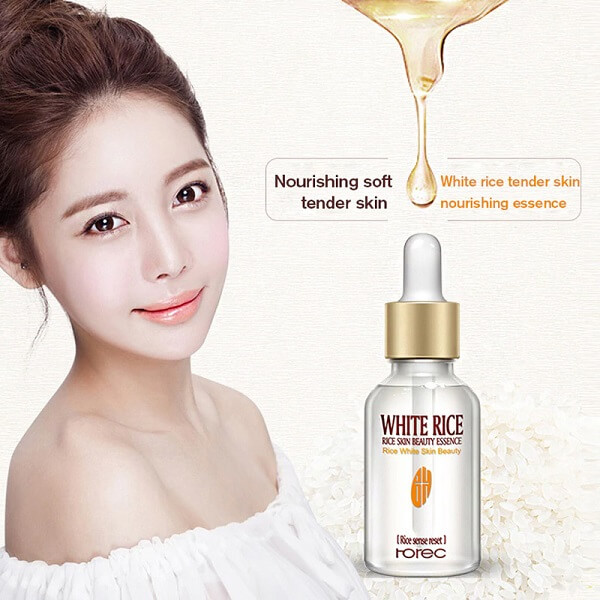 Nourishing soft
tender skin
White rice tender skin
nourishing essence
WHITE RICE
RICE SKIN BEAUTY ESSENCE
Rice White Skin Beauty
[ Rice sense reset ]
rorec